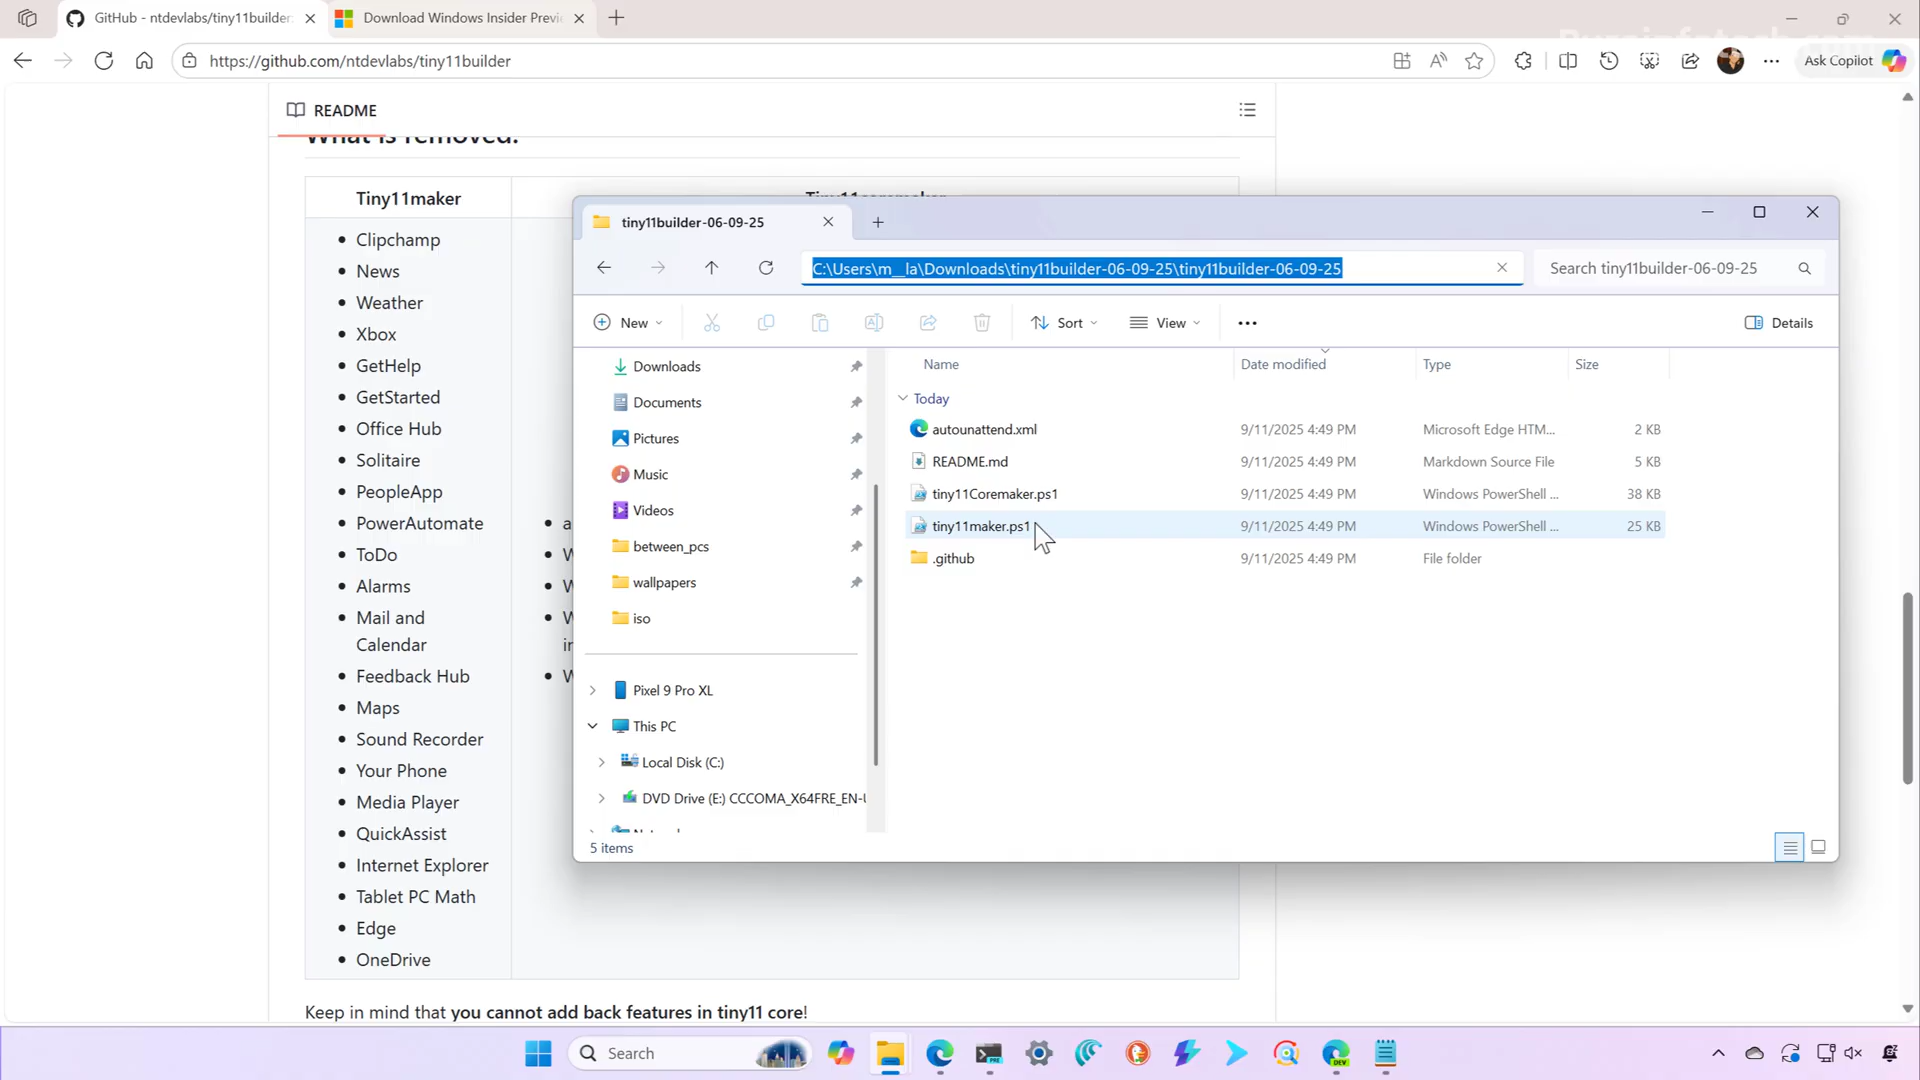 GitHub - ntdevlabs/tiny11builder
Download Windows Insider Previ
https://github.com/ntdevlabs/tiny11builder
Ask Copilot
README
What is removed?
Tiny11maker
Clipchamp
News
Weather
Xbox
GetHelp
GetStarted
Office Hub
Solitaire
PeopleApp
PowerAutomate
ToDo
Alarms
Mail and
Calendar
Feedback Hub
Maps
Sound Recorder
Your Phone
Media Player
QuickAssist
Internet Explorer
Tablet PC Math
Edge
OneDrive
Keep in mind that you cannot add back features in tiny11 core!
tiny11builder-06-09-25
C:\Users\m__la\Downloads\tiny11builder-06-09-25\tiny11builder-06-09-25
Search tiny11builder-06-09-25
New
Sort
View
Details
Downloads
Documents
Pictures
Music
Videos
between_pcs
wallpapers
iso
Pixel 9 Pro XL
This PC
Local Disk (C:)
DVD Drive (E:) CCCOMA_X64FRE_EN-U
Name Date modified Type Size
Today
autounattend.xml 9/11/2025 4:49 PM Microsoft Edge HTM... 2 KB
README.md 9/11/2025 4:49 PM Markdown Source File 5 KB
tiny11Coremaker.ps1 9/11/2025 4:49 PM Windows PowerShell ... 38 KB
tiny11maker.ps1 9/11/2025 4:49 PM Windows PowerShell ... 25 KB
.github 9/11/2025 4:49 PM File folder
5 items
Search